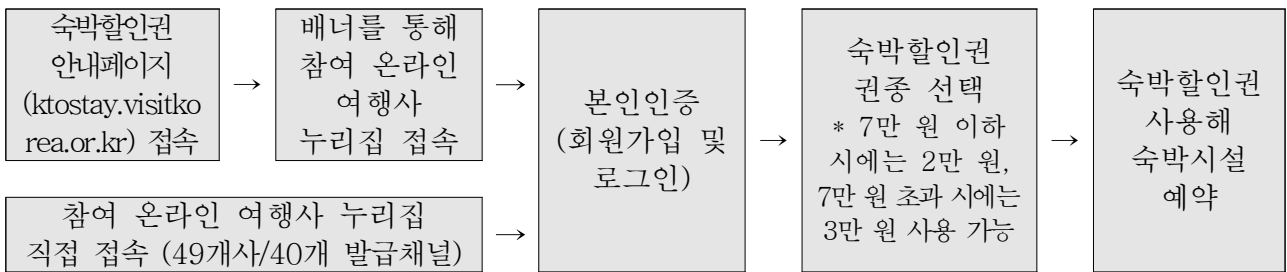 숙박할인권
안내페이지
(ktostay.visitko
rea.or.kr) 접속
→
배너를 통해
참여 온라인
여행사
누리집 접속
→
참여 온라인 여행사 누리집
직접 접속 (49개사/40개 발급채널)
→
본인인증
(회원가입 및
로그인)
→
숙박할인권
권종 선택
* 7만 원 이하
시에는 2만 원,
7만 원 초과 시에는
3만 원 사용 가능
→
숙박할인권
사용해
숙박시설
예약